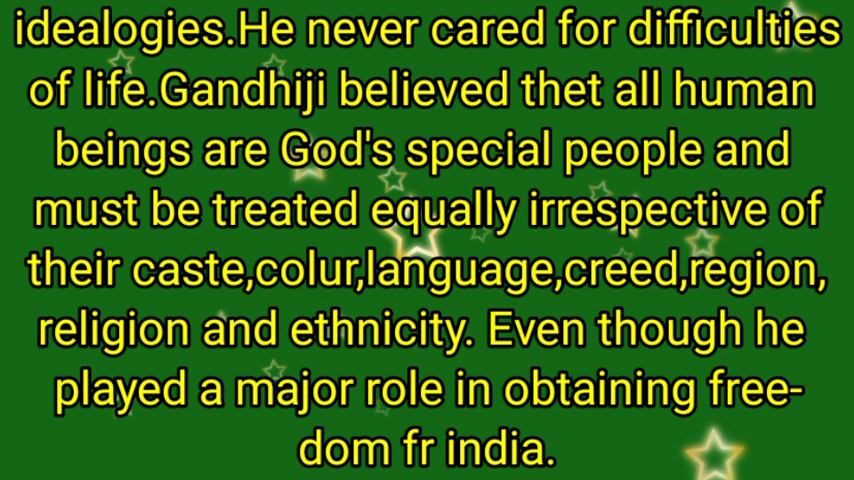 idealogies.He never cared for difficulties
of life.Gandhiji believed thet all human
beings are God's special people and
must be treated equally irrespective of
their caste,colur,language,creed,region,
religion and ethnicity. Even though he
played a major role in obtaining free-
dom fr india.